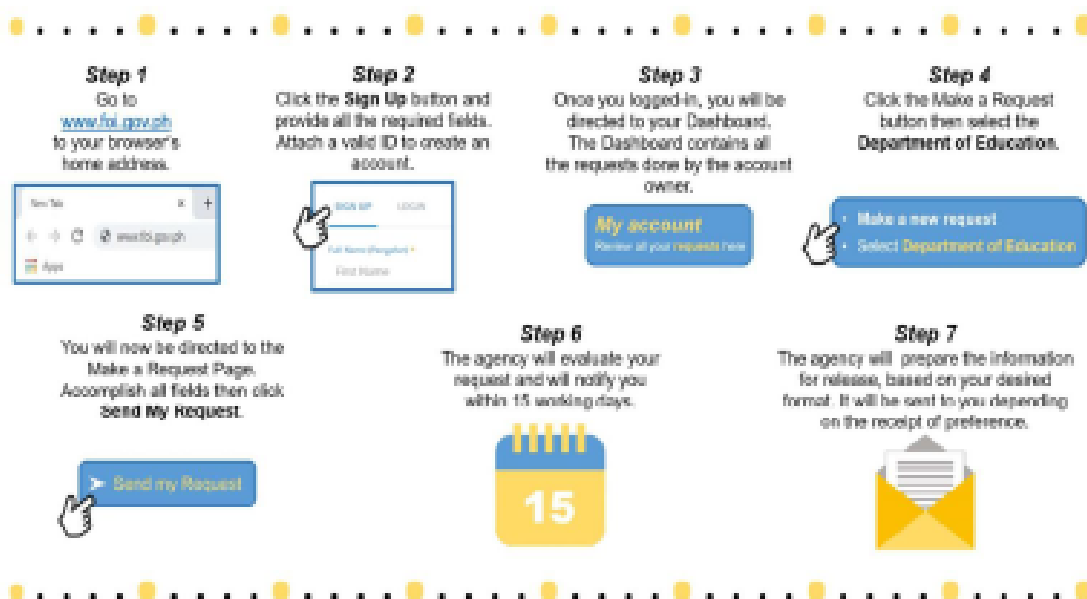 Step 1
Go to
www.foi.gov.ph
to your browser's
home address.
New Tab
www.foi.gov.ph
Apps
Step 2
Click the Sign Up button and
provide all the required fields.
Attach a valid ID to create an
account.
SIGN UP LOGIN
Full Name (Pangalan) *
First Name
Step 3
Once you logged-in, you will be
directed to your Dashboard.
The Dashboard contains all
the requests done by the account
owner.
My account
Review all your requests here
Step 4
Click the Make a Request
button then select the
Department of Education.
• Make a new request
• Select Department of Education
Step 5
You will now be directed to the
Make a Request Page.
Accomplish all fields then click
Send My Request.
Send my Request
Step 6
The agency will evaluate your
request and will notify you
within 15 working days.
15
Step 7
The agency will prepare the information
for release, based on your desired
format. It will be sent to you depending
on the receipt of preference.